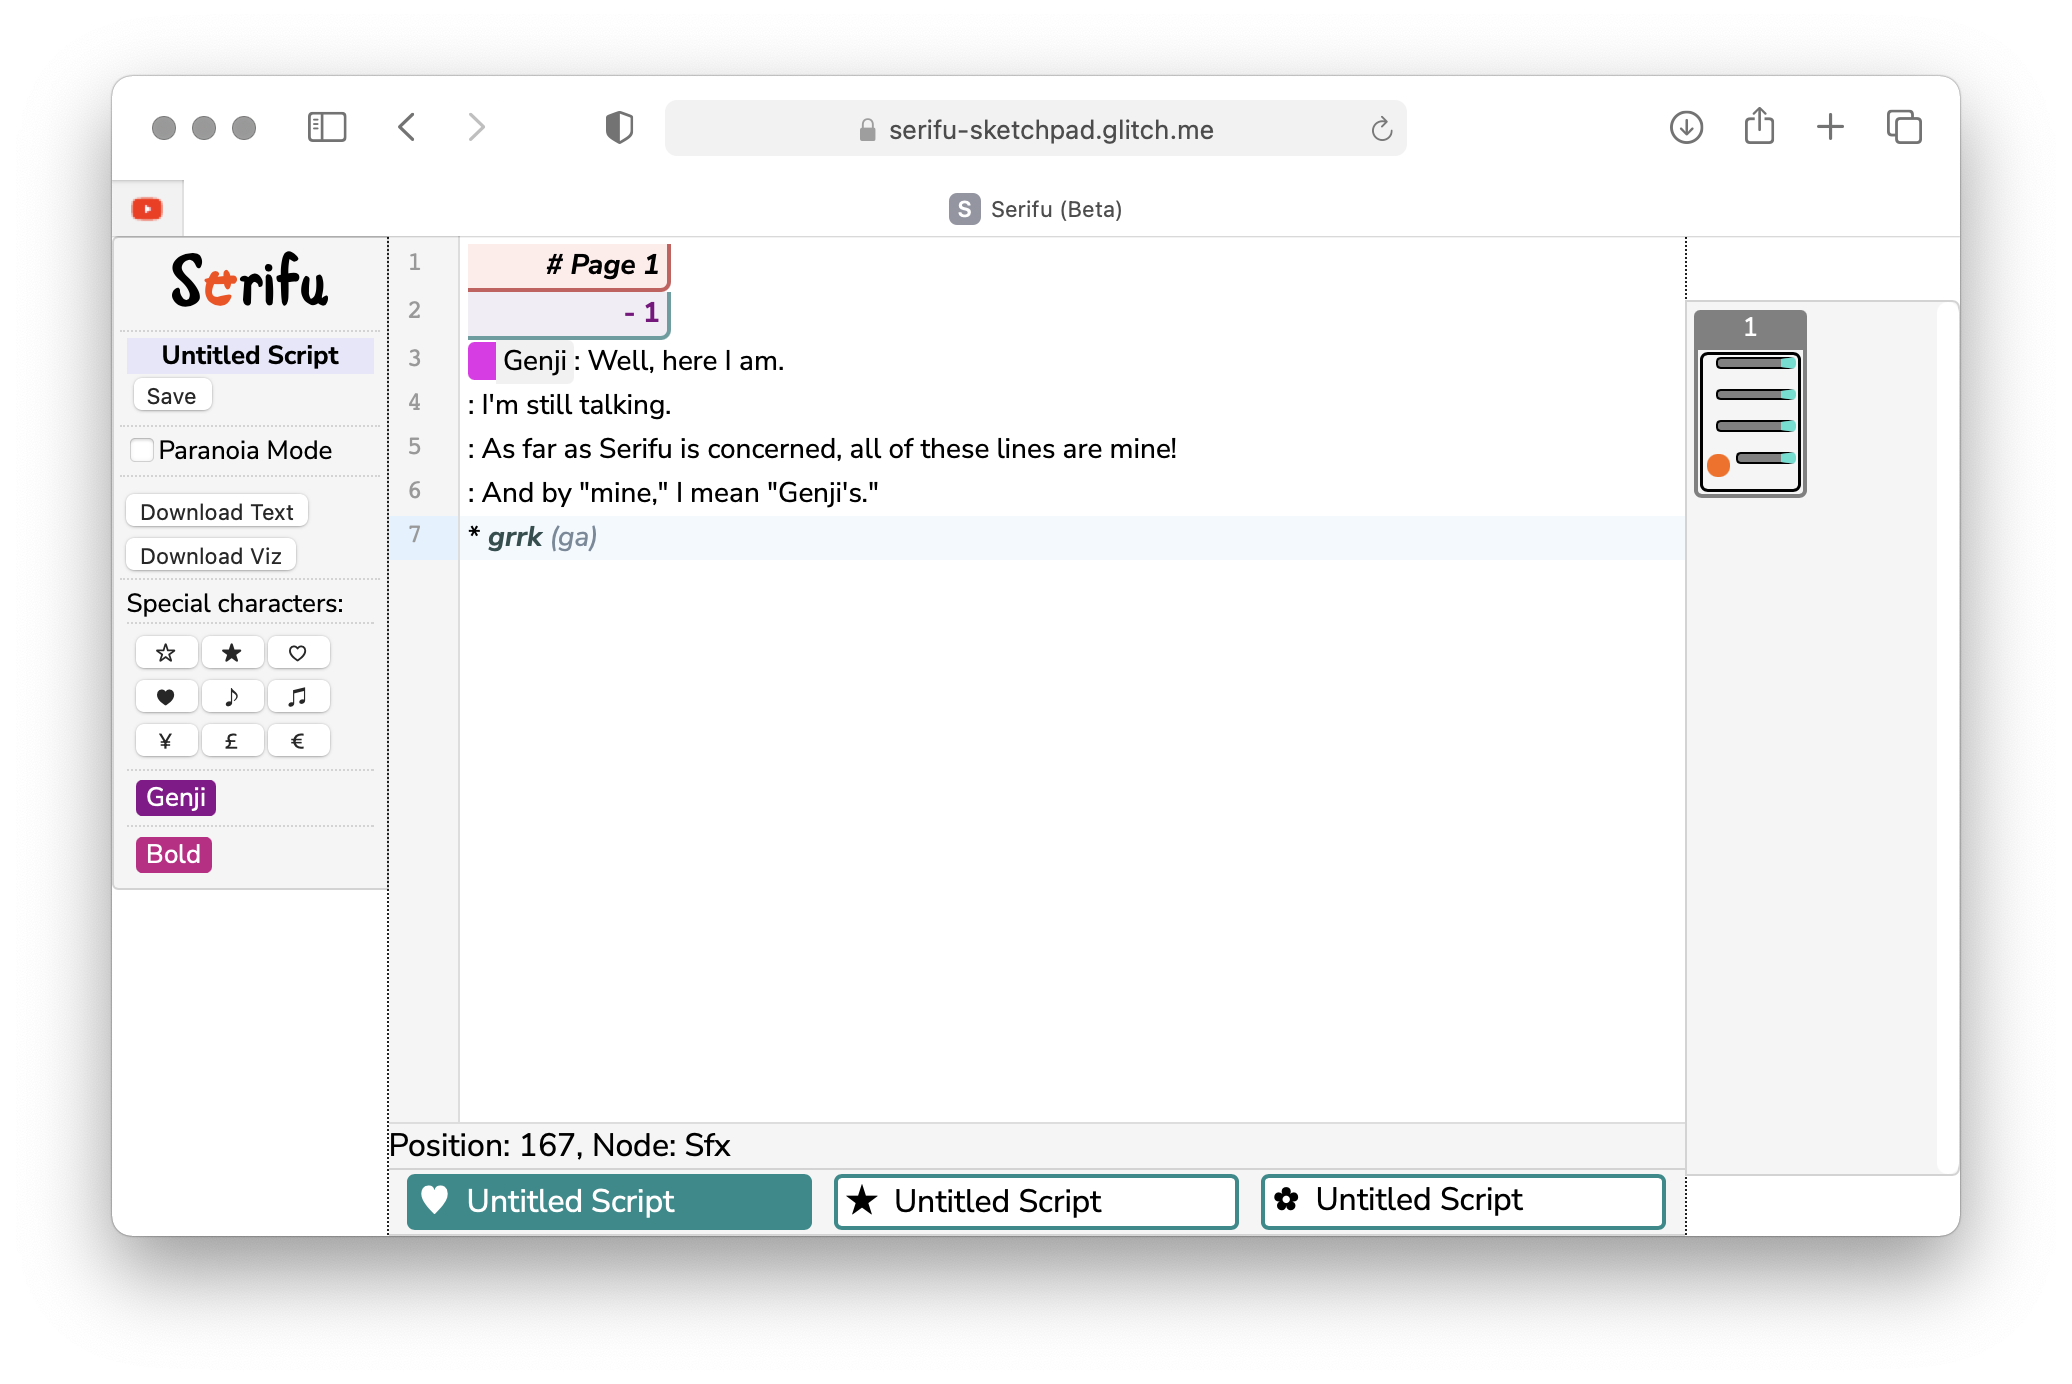 serifu-sketchpad.glitch.me
S Serifu (Beta)
Serifu
Untitled Script
Save
Paranoia Mode
Download Text
Download Viz
Special characters:
☆ ★ ♡
♥ ♪ ♫
¥ £ €
Genji
Bold
1 # Page 1
2 - 1
3 Genji : Well, here I am.
4 : I'm still talking.
5 : As far as Serifu is concerned, all of these lines are mine!
6 : And by "mine," I mean "Genji's."
7 * grrk (ga)
Position: 167, Node: Sfx
♥ Untitled Script
★ Untitled Script
✿ Untitled Script
1